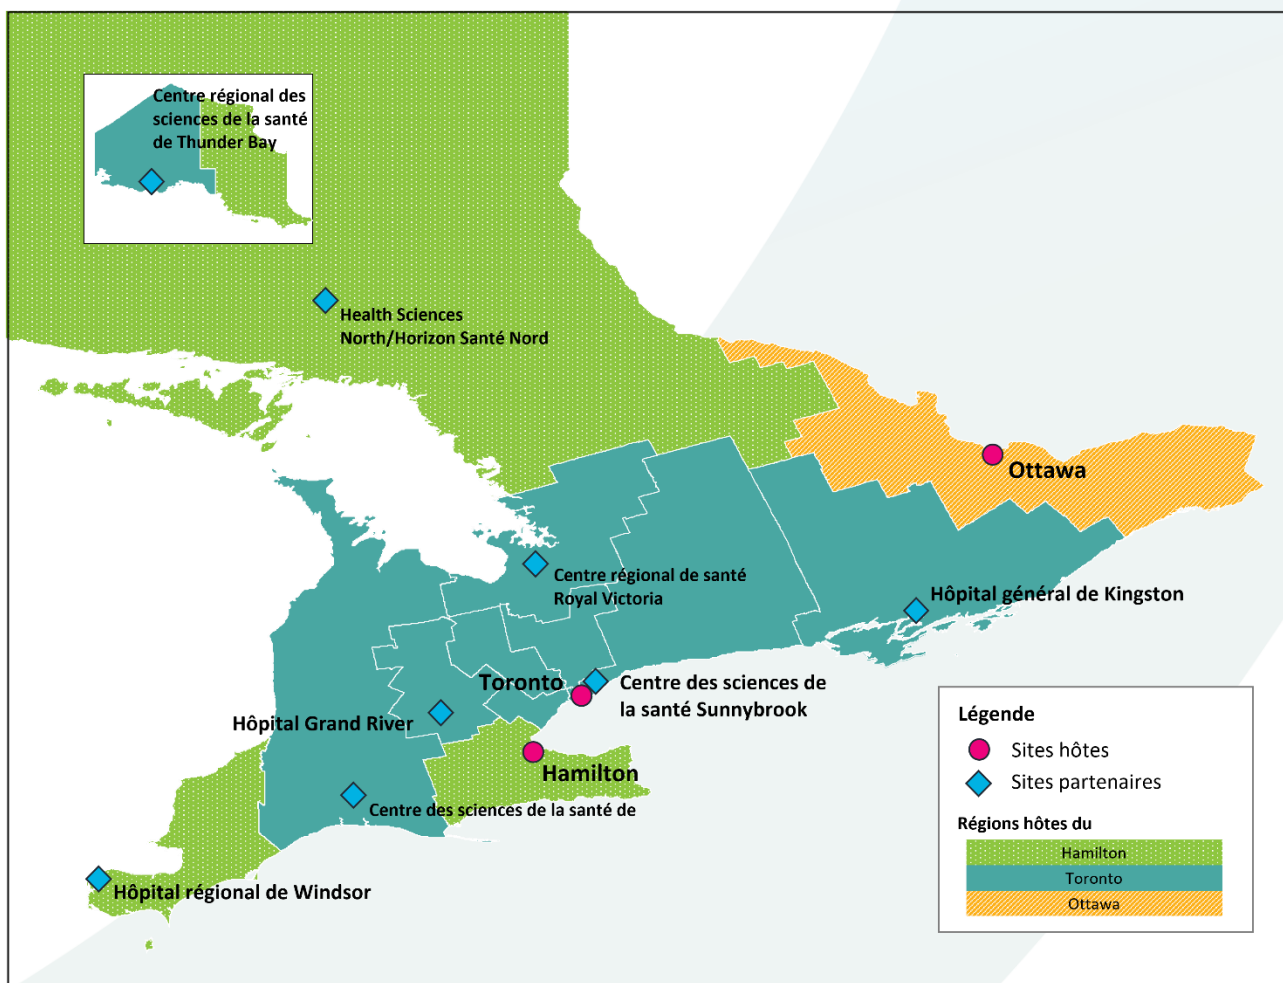 Centre régional des
sciences de la santé
de Thunder Bay
Health Sciences
North/Horizon Santé Nord
Ottawa
Centre régional de santé
Royal Victoria
Hôpital général de Kingston
Toronto
Centre des sciences de
la santé Sunnybrook
Hôpital Grand River
Hamilton
Centre des sciences de la santé de
Hôpital régional de Windsor
Légende
Sites hôtes
Sites partenaires
Régions hôtes du
Hamilton
Toronto
Ottawa